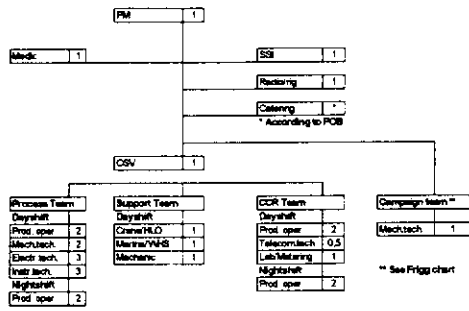 PM 1
Medic 1
SSI 1
Radio/reg 1
Catering *
* According to POB
OSV 1
Process Team
Dayshift
Prod. oper 2
Mech.tech. 2
Electr.tech. 3
Instr.tech. 3
Nightshift
Prod. oper 2
Support Team
Dayshift
Crane/HLO 1
Marine/WHS 1
Mechanic 1
CCR Team
Dayshift
Prod. oper 2
Telecom.tech 0,5
Lab/Metering 1
Nightshift
Prod. oper 2
Campaign team **
Mech.tech. 1
** See Frigg chart